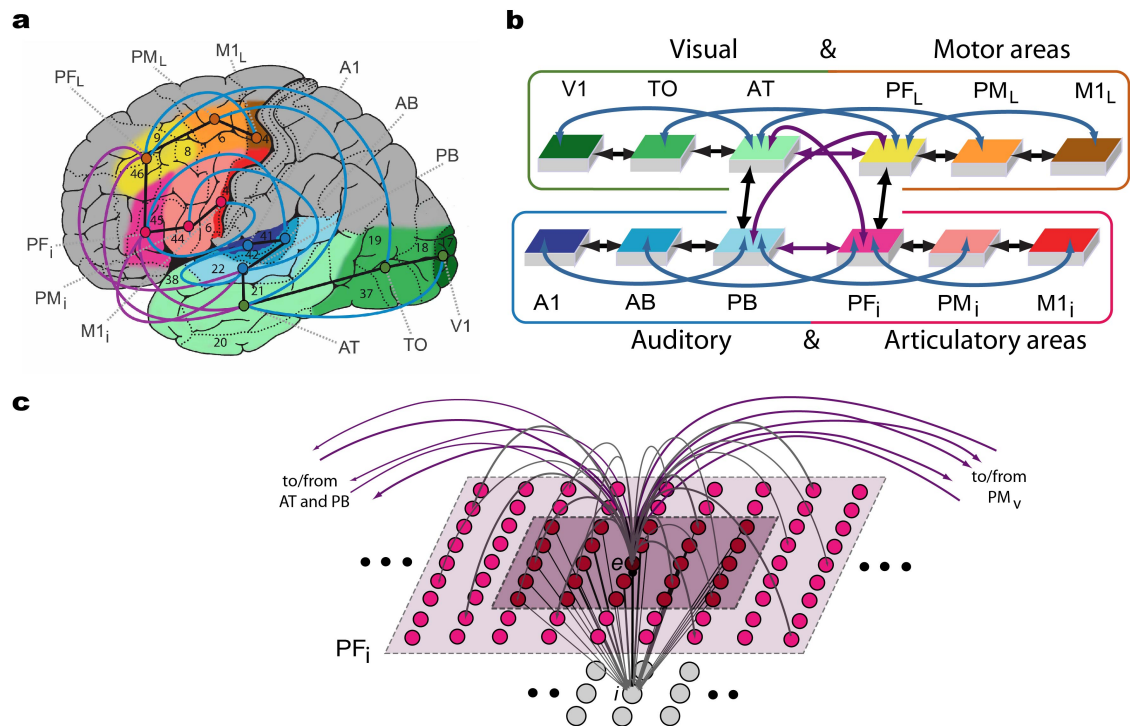 a
PF_L
PM_L
M1_L
A1
AB
PB
9
8
6
4
46
45
44
6
41
42
22
38
21
20
19
18
17
37
PF_i
PM_i
M1_i
AT
TO
V1
b
Visual & Motor areas
V1 TO AT PF_L PM_L M1_L
A1 AB PB PF_i PM_i M1_i
Auditory & Articulatory areas
c
to/from
AT and PB
to/from
PM_v
e
PF_i
i